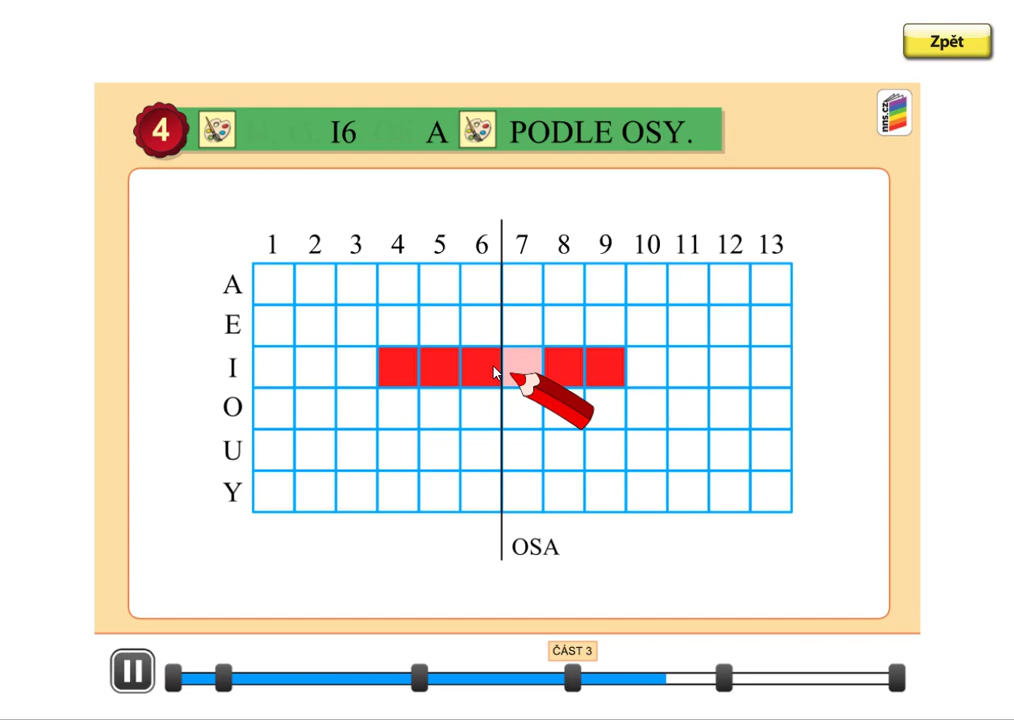 Zpět
nns.cz
4 I6 A PODLE OSY.
1 2 3 4 5 6 7 8 9 10 11 12 13
A
E
I
O
U
Y
OSA
ČÁST 3